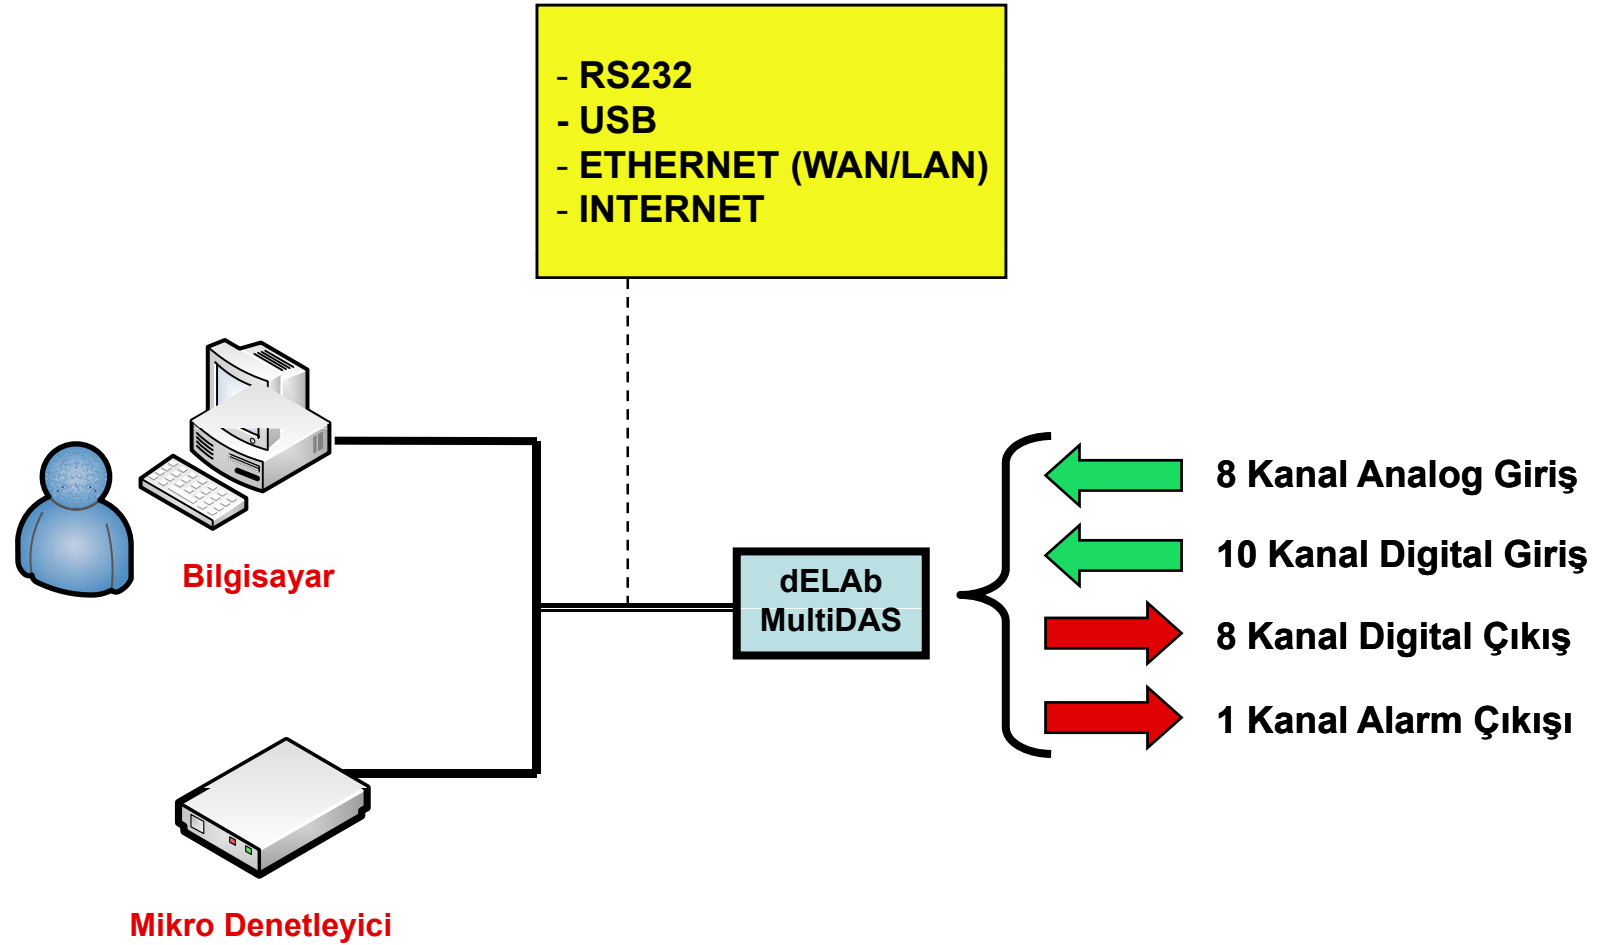 - RS232
- USB
- ETHERNET (WAN/LAN)
- INTERNET
Bilgisayar
dELAb
MultiDAS
8 Kanal Analog Giriş
10 Kanal Digital Giriş
8 Kanal Digital Çıkış
1 Kanal Alarm Çıkışı
Mikro Denetleyici